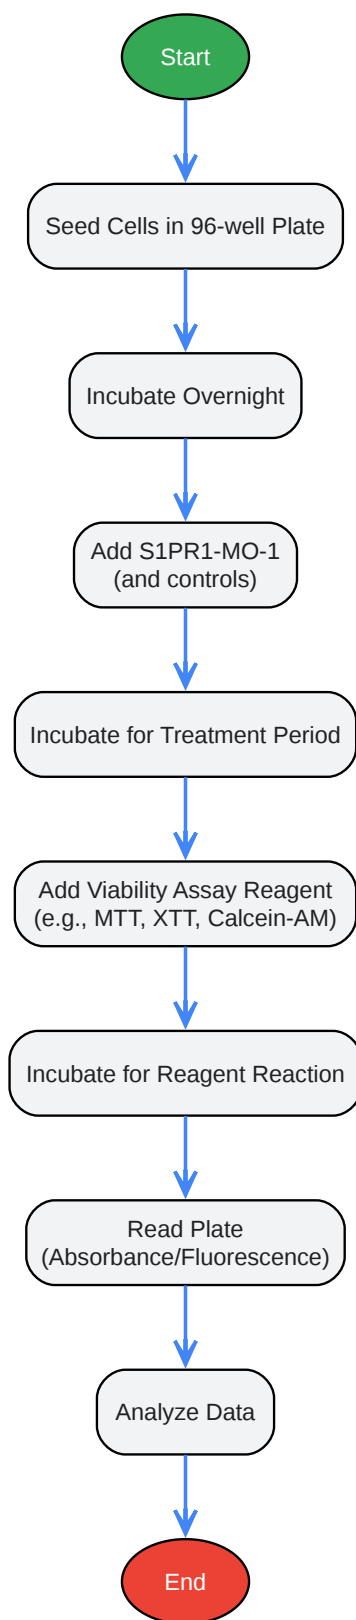 Start
Seed Cells in 96-well Plate
Incubate Overnight
Add S1PR1-MO-1
(and controls)
Incubate for Treatment Period
Add Viability Assay Reagent
(e.g., MTT, XTT, Calcein-AM)
Incubate for Reagent Reaction
Read Plate
(Absorbance/Fluorescence)
Analyze Data
End